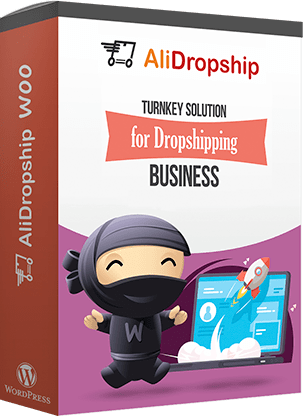 AliDropship
TURNKEY SOLUTION
for Dropshipping
BUSINESS
W
AliDropship Woo
W
WORDPRESS